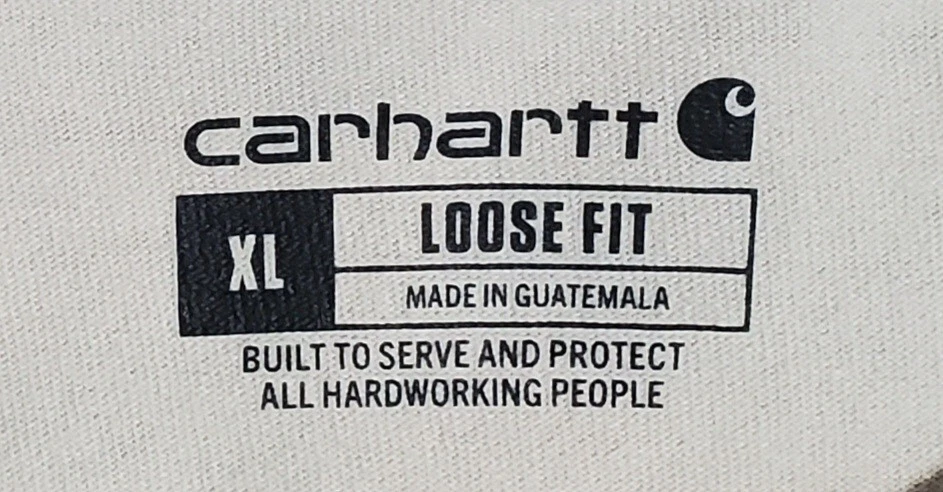 carhartt
XL
LOOSE FIT
MADE IN GUATEMALA
BUILT TO SERVE AND PROTECT
ALL HARDWORKING PEOPLE